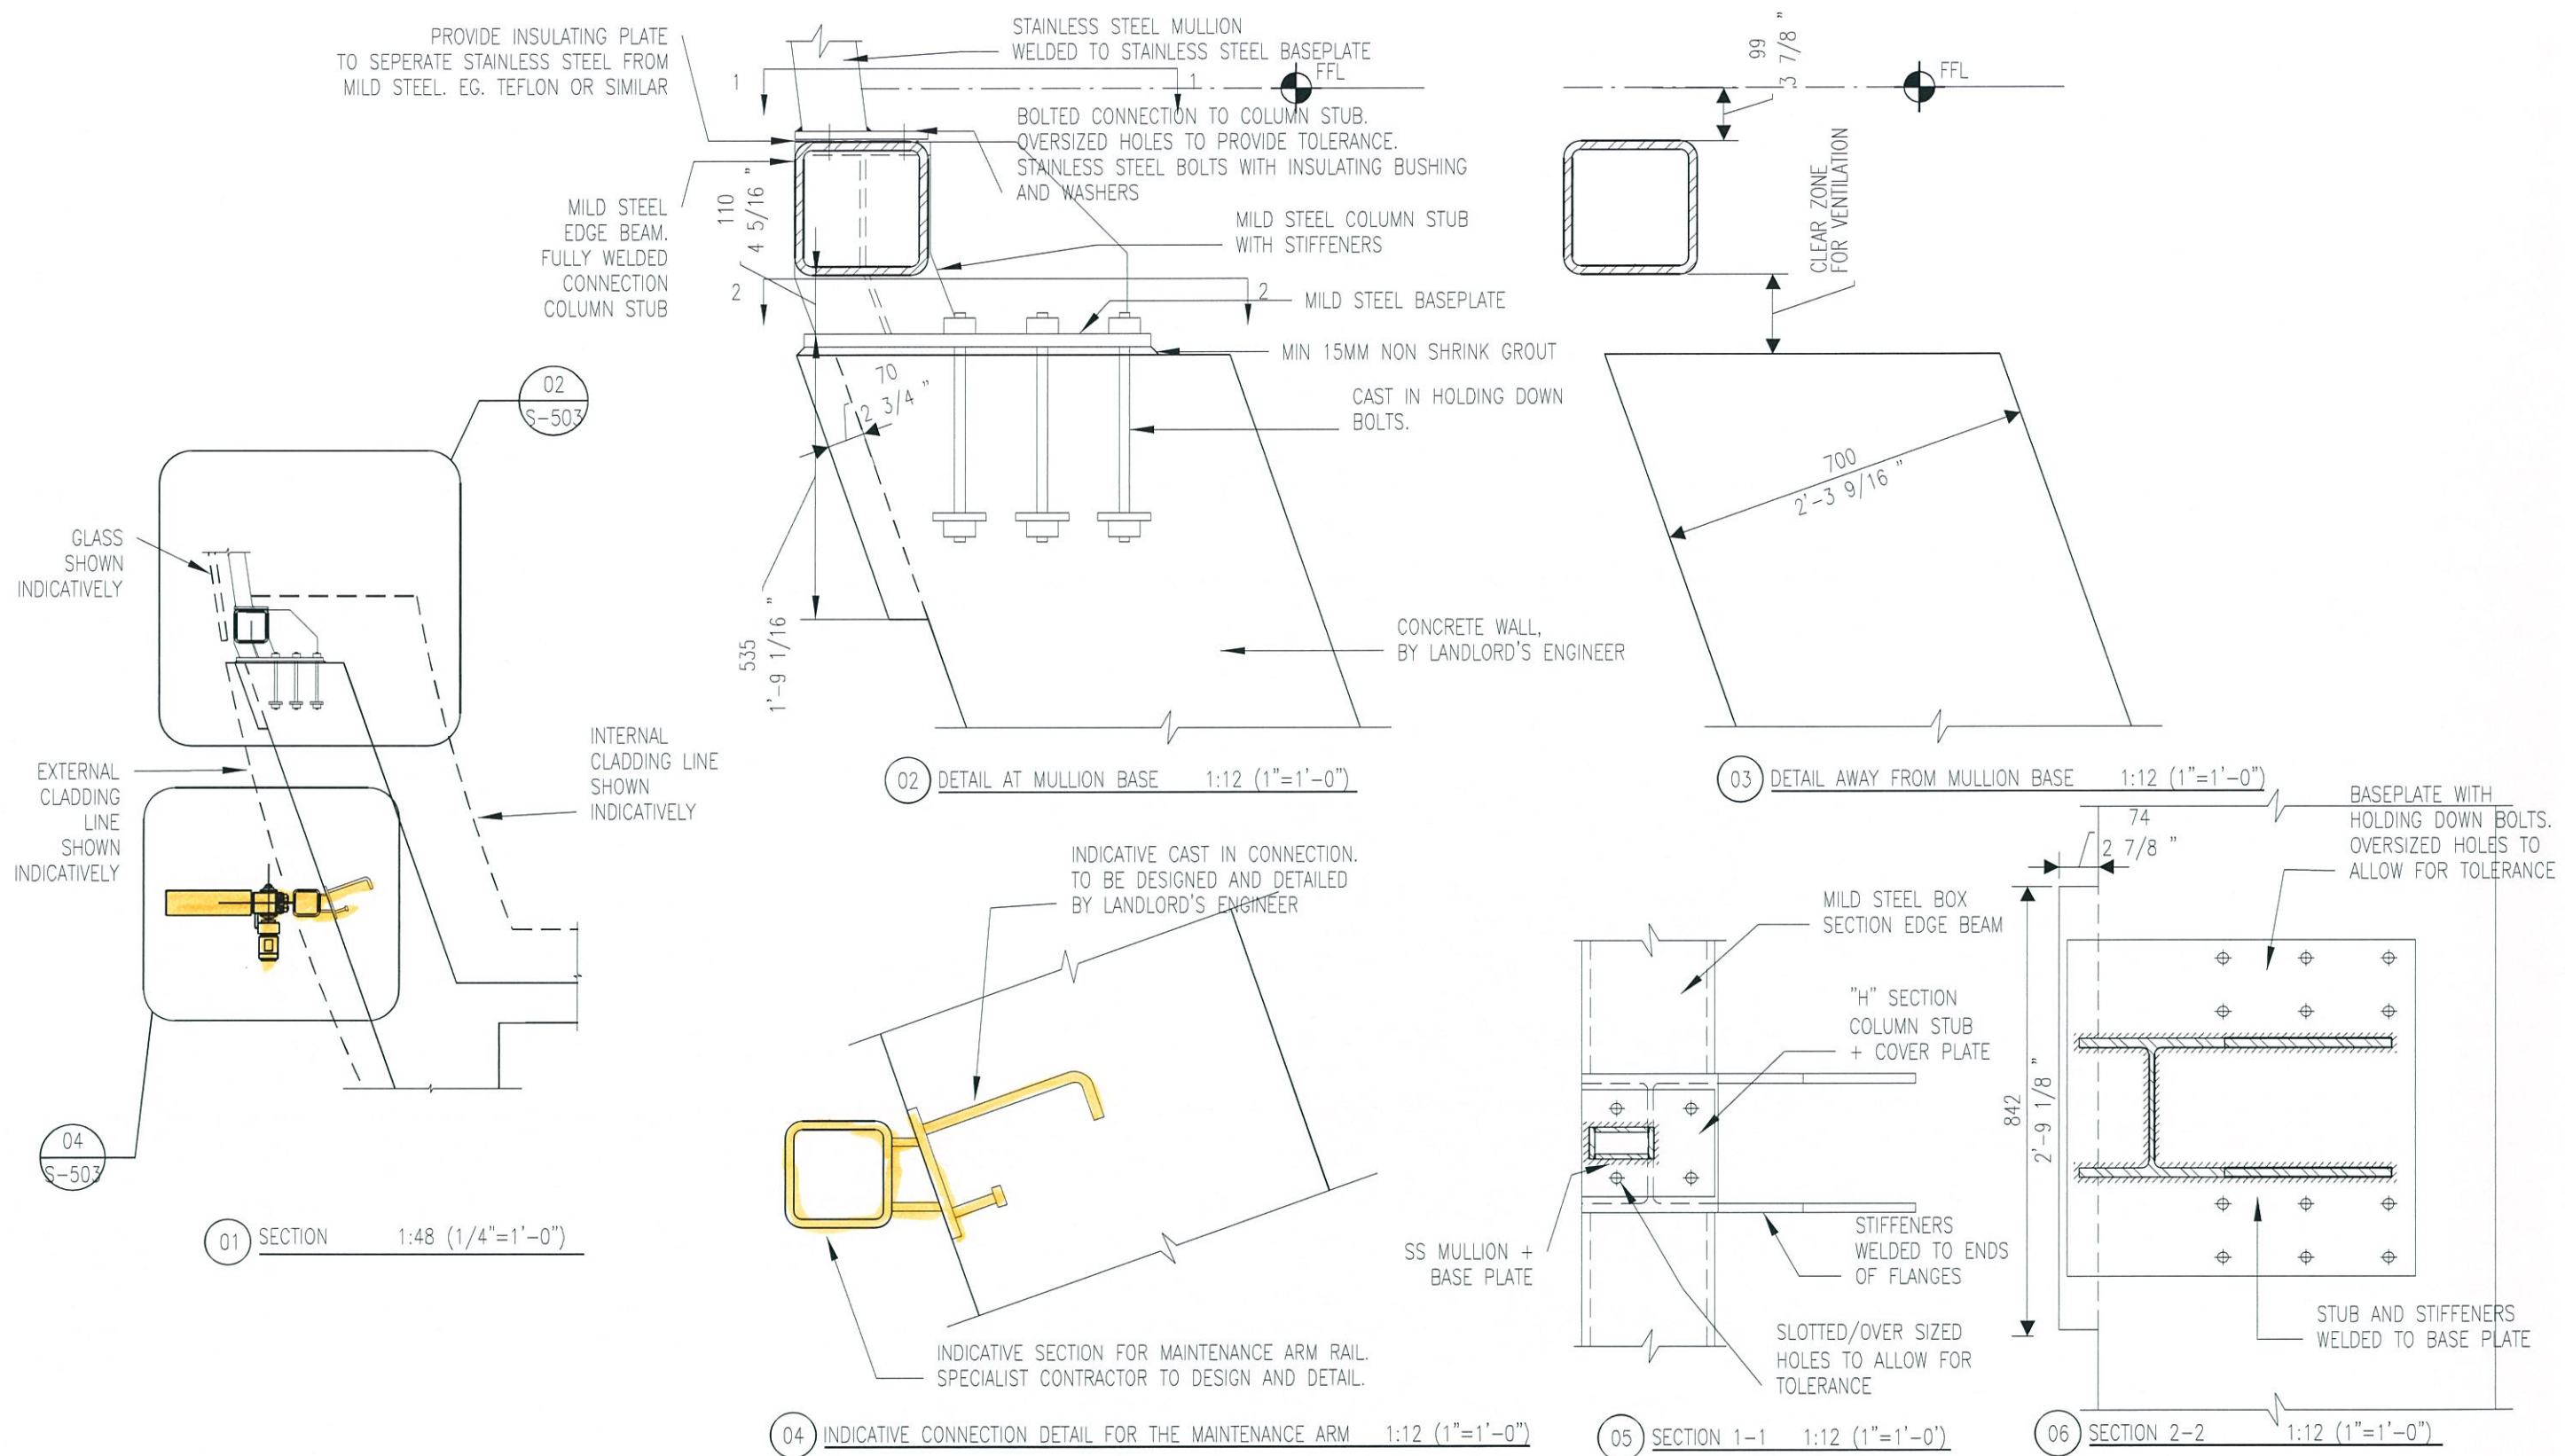 PROVIDE INSULATING PLATE
TO SEPERATE STAINLESS STEEL FROM
MILD STEEL. EG. TEFLON OR SIMILAR
STAINLESS STEEL MULLION
WELDED TO STAINLESS STEEL BASEPLATE
1
1
FFL
BOLTED CONNECTION TO COLUMN STUB.
OVERSIZED HOLES TO PROVIDE TOLERANCE.
STAINLESS STEEL BOLTS WITH INSULATING BUSHING
AND WASHERS
MILD STEEL
EDGE BEAM.
FULLY WELDED
CONNECTION
COLUMN STUB
110
4 5/16 "
MILD STEEL COLUMN STUB
WITH STIFFENERS
2
2
MILD STEEL BASEPLATE
MIN 15MM NON SHRINK GROUT
70
2 3/4 "
CAST IN HOLDING DOWN
BOLTS.
535
1'-9 1/16 "
CONCRETE WALL,
BY LANDLORD'S ENGINEER
02 DETAIL AT MULLION BASE 1:12 (1"=1'-0")
99
3 7/8 "
FFL
CLEAR ZONE
FOR VENTILATION
700
2'-3 9/16 "
03 DETAIL AWAY FROM MULLION BASE 1:12 (1"=1'-0")
02
S-503
GLASS
SHOWN
INDICATIVELY
EXTERNAL
CLADDING
LINE
SHOWN
INDICATIVELY
INTERNAL
CLADDING LINE
SHOWN
INDICATIVELY
04
S-503
01 SECTION 1:48 (1/4"=1'-0")
INDICATIVE CAST IN CONNECTION.
TO BE DESIGNED AND DETAILED
BY LANDLORD'S ENGINEER
INDICATIVE SECTION FOR MAINTENANCE ARM RAIL.
SPECIALIST CONTRACTOR TO DESIGN AND DETAIL.
04 INDICATIVE CONNECTION DETAIL FOR THE MAINTENANCE ARM 1:12 (1"=1'-0")
MILD STEEL BOX
SECTION EDGE BEAM
"H" SECTION
COLUMN STUB
+ COVER PLATE
SS MULLION +
BASE PLATE
STIFFENERS
WELDED TO ENDS
OF FLANGES
SLOTTED/OVER SIZED
HOLES TO ALLOW FOR
TOLERANCE
05 SECTION 1-1 1:12 (1"=1'-0')
74
2 7/8 "
BASEPLATE WITH
HOLDING DOWN BOLTS.
OVERSIZED HOLES TO
ALLOW FOR TOLERANCE
842
2'-9 1/8 "
STUB AND STIFFENERS
WELDED TO BASE PLATE
06 SECTION 2-2 1:12 (1"=1'-0")